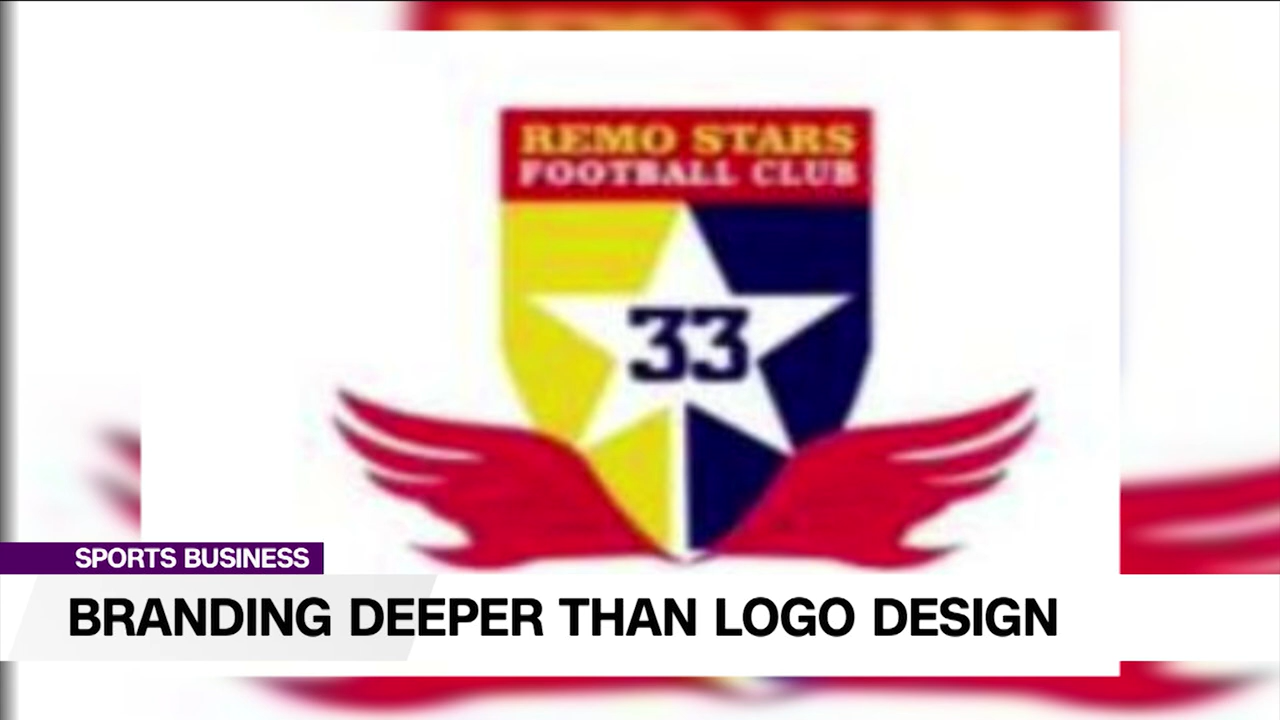 REMO STARS
FOOTBALL CLUB
33
SPORTS BUSINESS
BRANDING DEEPER THAN LOGO DESIGN